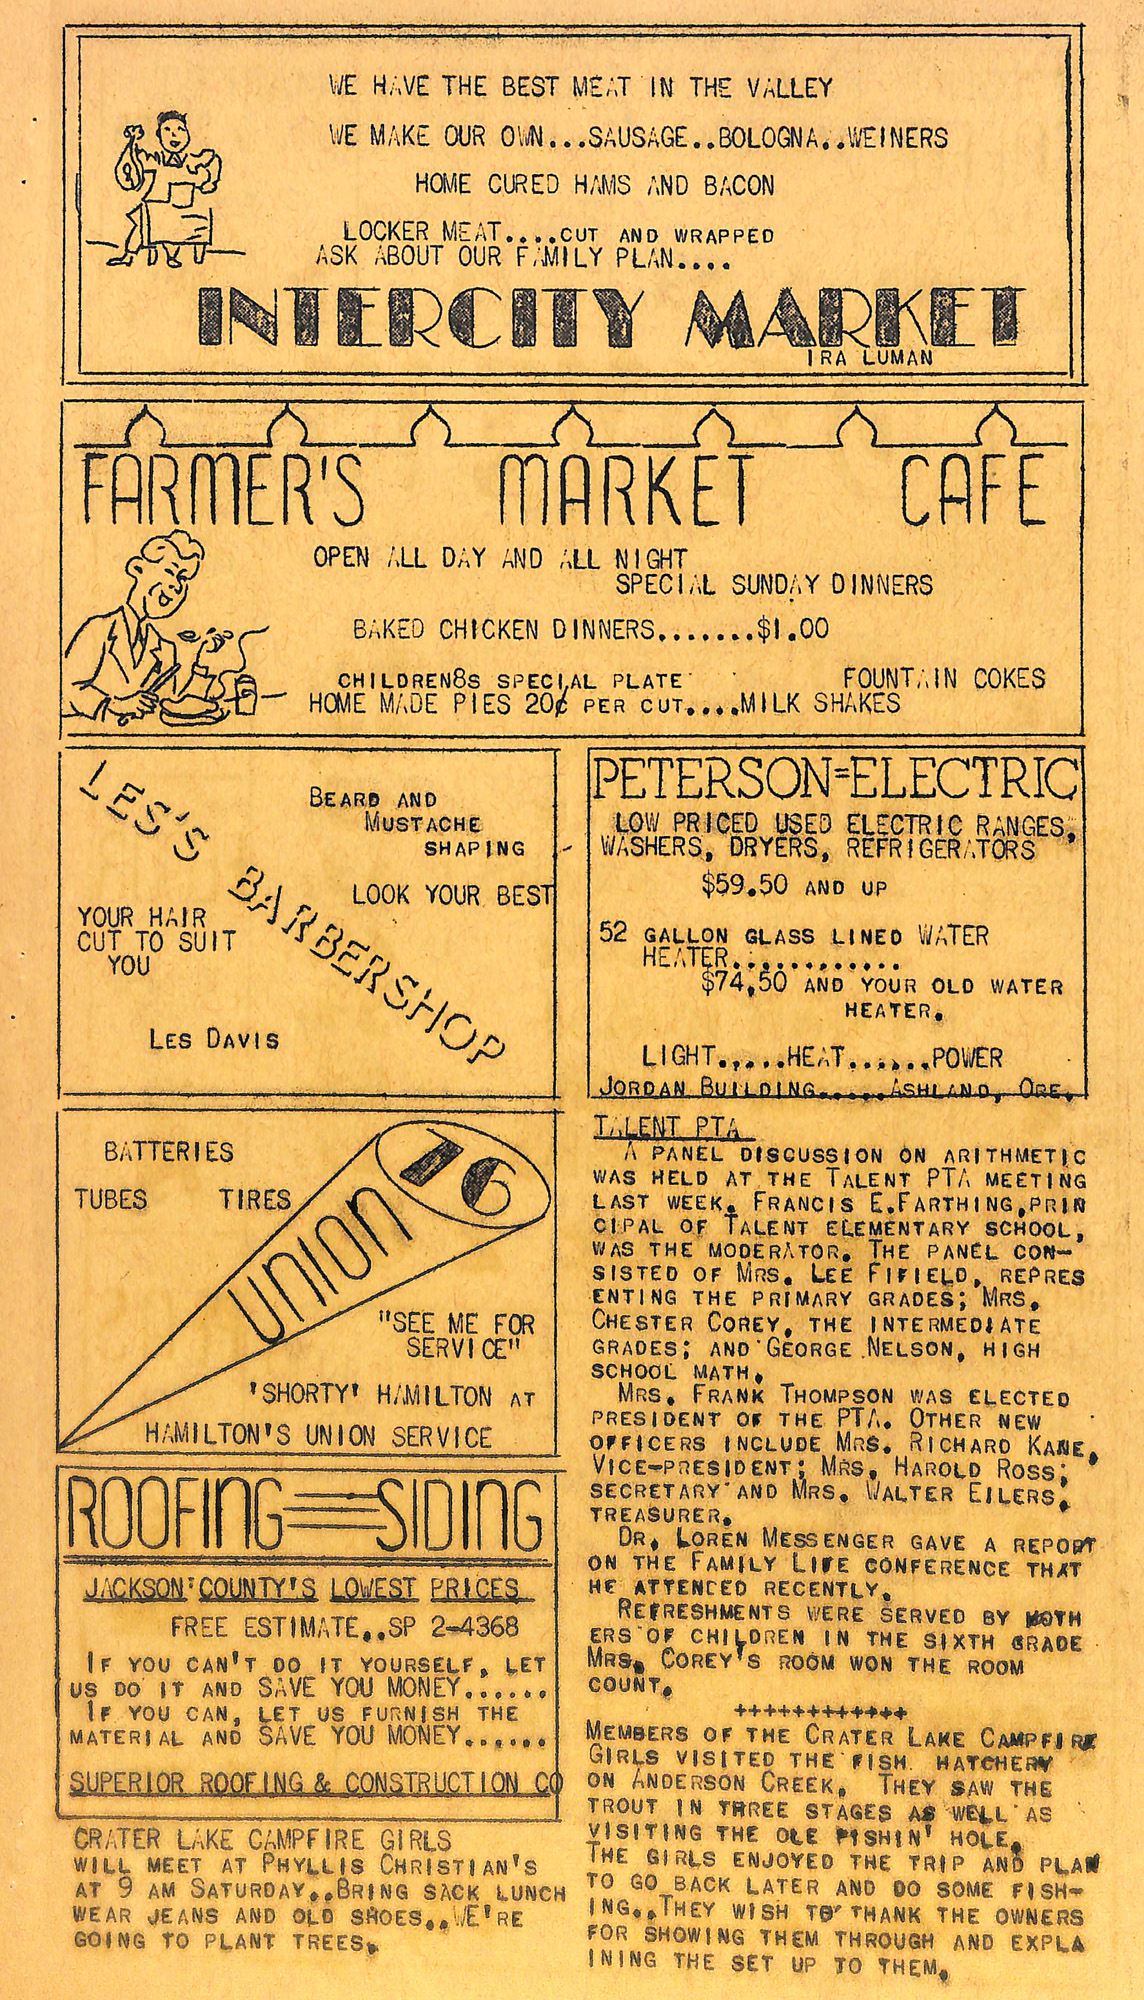 WE HAVE THE BEST MEAT IN THE VALLEY
WE MAKE OUR OWN...SAUSAGE..BOLOGNA..WEINERS
HOME CURED HAMS AND BACON
LOCKER MEAT....CUT AND WRAPPED
ASK ABOUT OUR FAMILY PLAN....
INTERCITY MARKET
IRA LUMAN
FARMER'S MARKET CAFE
OPEN ALL DAY AND ALL NIGHT
SPECIAL SUNDAY DINNERS
BAKED CHICKEN DINNERS.......$1.00
CHILDREN8S SPECIAL PLATE FOUNTAIN COKES
HOME MADE PIES 20¢ PER CUT....MILK SHAKES
LES'S BARBERSHOP
BEARD AND
MUSTACHE
SHAPING
LOOK YOUR BEST
YOUR HAIR
CUT TO SUIT
YOU
LES DAVIS
PETERSON=ELECTRIC
LOW PRICED USED ELECTRIC RANGES,
WASHERS, DRYERS, REFRIGERATORS
$59.50 AND UP
52 GALLON GLASS LINED WATER
HEATER............
$74.50 AND YOUR OLD WATER
HEATER.
LIGHT.....HEAT......POWER
JORDAN BUILDING.....ASHLAND, ORE.
BATTERIES
TUBES TIRES
UNION 76
"SEE ME FOR
SERVICE"
'SHORTY' HAMILTON AT
HAMILTON'S UNION SERVICE
ROOFING SIDING
JACKSON COUNTY'S LOWEST PRICES
FREE ESTIMATE..SP 2-4368
IF YOU CAN'T DO IT YOURSELF, LET
US DO IT AND SAVE YOU MONEY......
IF YOU CAN, LET US FURNISH THE
MATERIAL AND SAVE YOU MONEY......
SUPERIOR ROOFING & CONSTRUCTION CO
CRATER LAKE CAMPFIRE GIRLS
WILL MEET AT PHYLLIS CHRISTIAN'S
AT 9 AM SATURDAY..BRING SACK LUNCH
WEAR JEANS AND OLD SHOES..WE'RE
GOING TO PLANT TREES.
TALENT PTA
A PANEL DISCUSSION ON ARITHMETIC
WAS HELD AT THE TALENT PTA MEETING
LAST WEEK. FRANCIS E.FARTHING,PRIN
CIPAL OF TALENT ELEMENTARY SCHOOL,
WAS THE MODERATOR. THE PANEL CON-
SISTED OF MRS. LEE FIFIELD, REPRES
ENTING THE PRIMARY GRADES; MRS.
CHESTER COREY, THE INTERMEDIATE
GRADES; AND GEORGE NELSON, HIGH
SCHOOL MATH.
MRS. FRANK THOMPSON WAS ELECTED
PRESIDENT OF THE PTA. OTHER NEW
OFFICERS INCLUDE MRS. RICHARD KANE,
VICE-PRESIDENT; MRS. HAROLD ROSS;
SECRETARY AND MRS. WALTER EILERS,
TREASURER.
DR. LOREN MESSENGER GAVE A REPORT
ON THE FAMILY LIFE CONFERENCE THAT
HE ATTENCED RECENTLY.
REFRESHMENTS WERE SERVED BY MOTH
ERS OF CHILDREN IN THE SIXTH GRADE
MRS. COREY'S ROOM WON THE ROOM
COUNT.
++++++++++++
MEMBERS OF THE CRATER LAKE CAMPFIRE
GIRLS VISITED THE FISH HATCHERY
ON ANDERSON CREEK. THEY SAW THE
TROUT IN THREE STAGES AS WELL AS
VISITING THE OLE FISHIN' HOLE.
THE GIRLS ENJOYED THE TRIP AND PLAN
TO GO BACK LATER AND DO SOME FISH-
ING..THEY WISH TO THANK THE OWNERS
FOR SHOWING THEM THROUGH AND EXPLA
INING THE SET UP TO THEM.